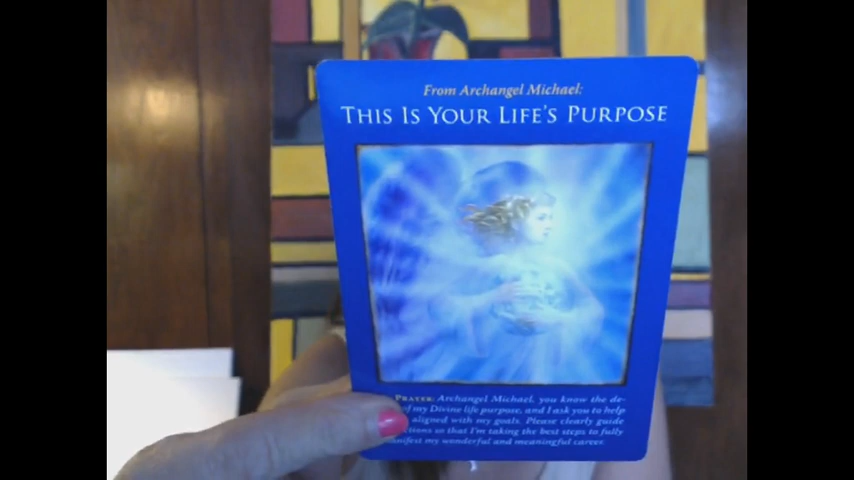 From Archangel Michael:
THIS IS YOUR LIFE'S PURPOSE
PRAYER: Archangel Michael, you know the de-
of my Divine life purpose, and I ask you to help
aligned with my goals. Please clearly guide
so that I'm taking the best steps to fully
my wonderful and meaningful career.